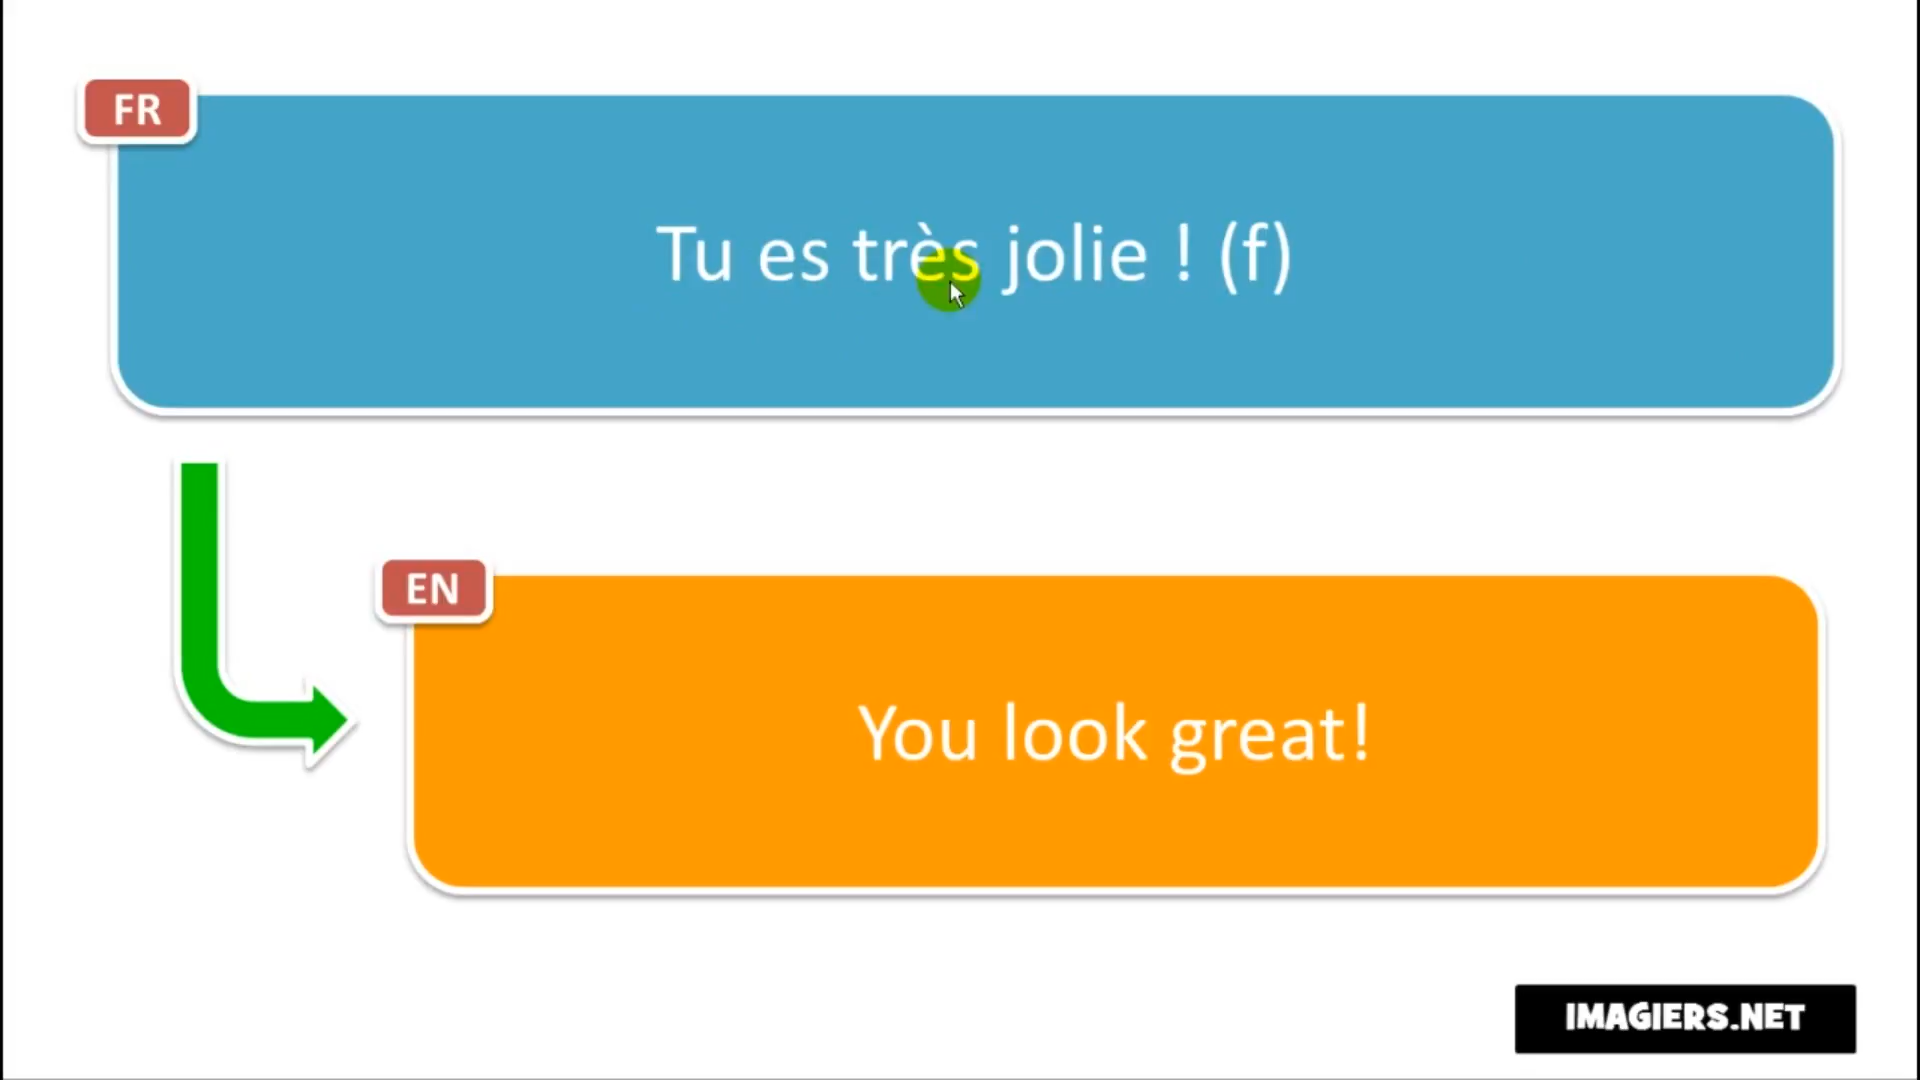 FR
Tu es très jolie ! (f)
EN
You look great!
IMAGIERS.NET